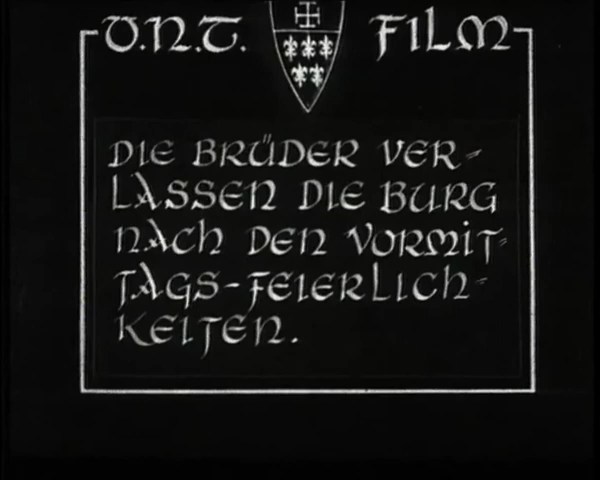 O.N.T. FILM
DIE BRÜDER VER-
LASSEN DIE BURG
NACH DEN VORMIT-
TAGS-FEIERLICH-
KEITEN.